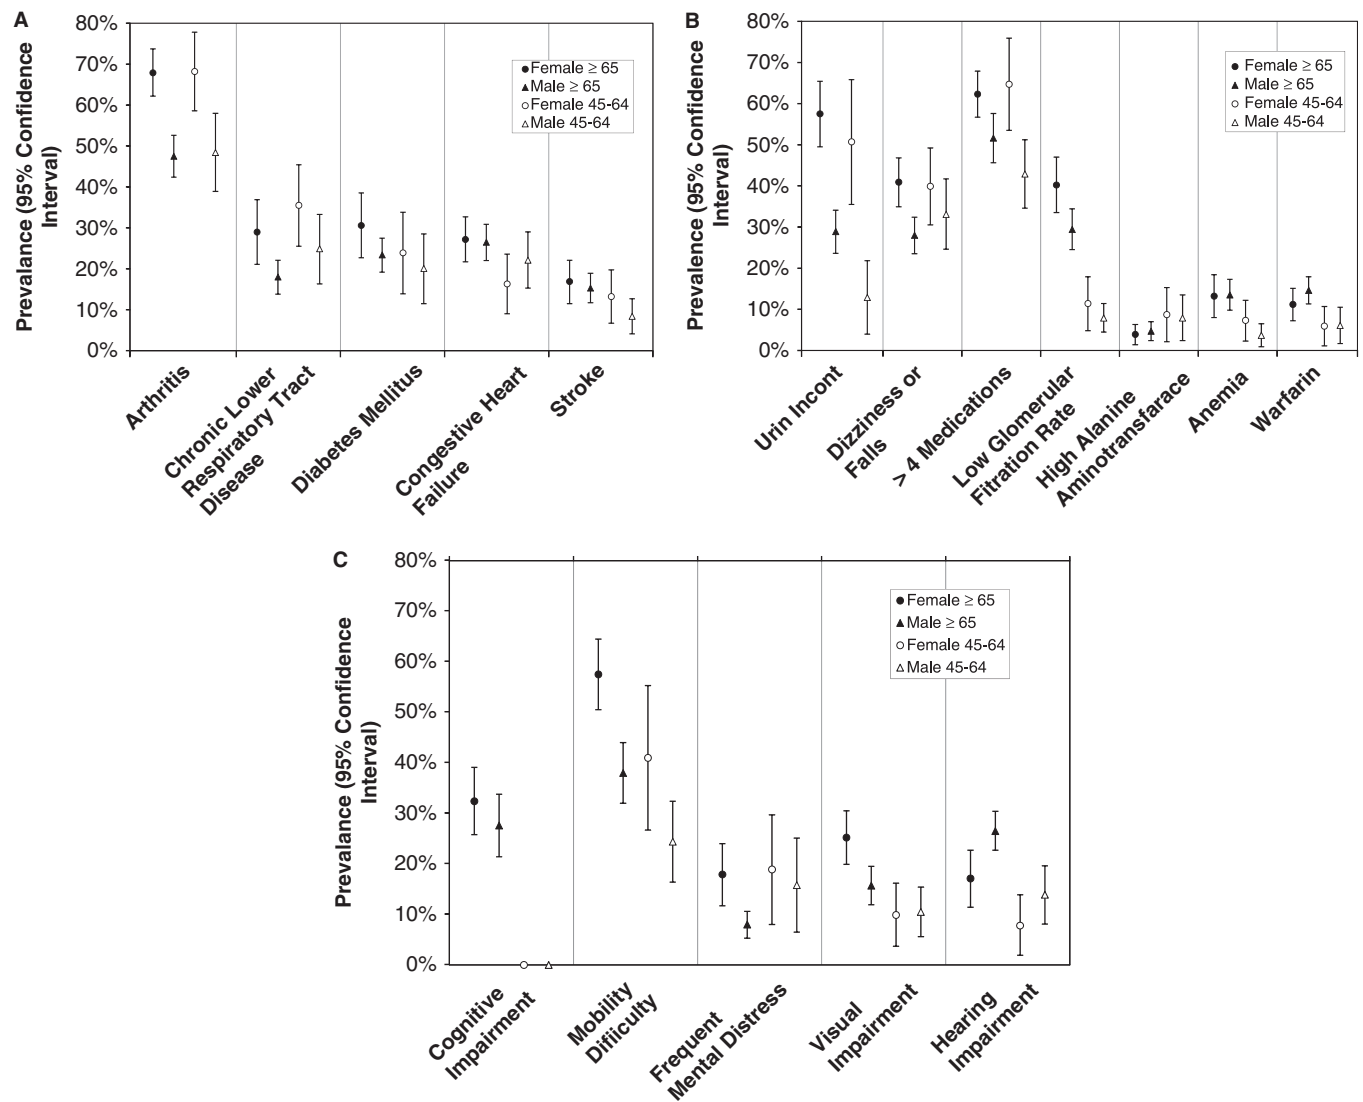 A
Prevalance (95% Confidence
Interval)
80%
70%
60%
50%
40%
30%
20%
10%
0%
Female ≥ 65
Male ≥ 65
Female 45-64
Male 45-64
Arthritis
Chronic Lower
Respiratory Tract
Disease
Diabetes Mellitus
Congestive Heart
Failure
Stroke
B
Prevalence (95% Confidence
Interval)
80%
70%
60%
50%
40%
30%
20%
10%
0%
Female ≥ 65
Male ≥ 65
Female 45-64
Male 45-64
Urin Incont
Dizziness or
Falls
> 4 Medications
Low Glomerular
Fitration Rate
High Alanine
Aminotransfarace
Anemia
Warfarin
C
Prevalance (95% Confidence
Interval)
80%
70%
60%
50%
40%
30%
20%
10%
0%
Female ≥ 65
Male ≥ 65
Female 45-64
Male 45-64
Cognitive
Impairment
Mobility
Difiiculty
Frequent
Mental Distress
Visual
Impairment
Hearing
Impairment